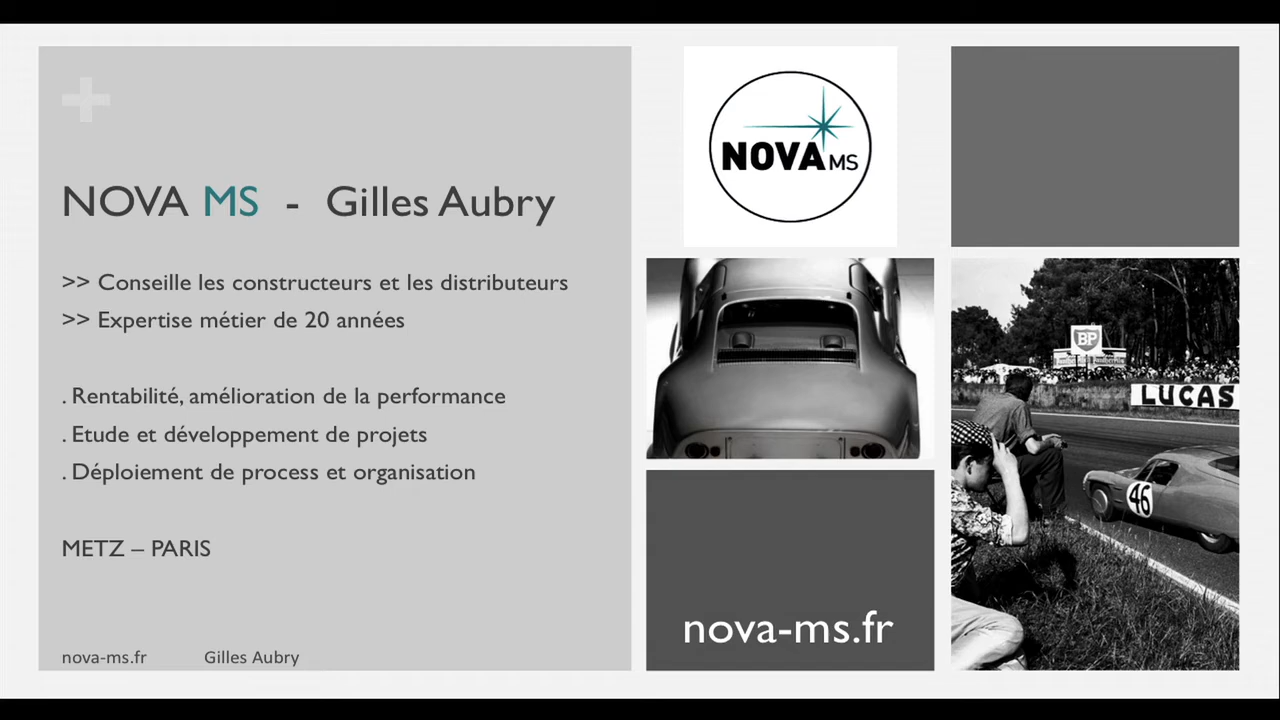 NOVA MS - Gilles Aubry
>> Conseille les constructeurs et les distributeurs
>> Expertise métier de 20 années
. Rentabilité, amélioration de la performance
. Etude et développement de projets
. Déploiement de process et organisation
METZ – PARIS
nova-ms.fr Gilles Aubry
NOVA MS
nova-ms.fr
BP
LUCAS
46